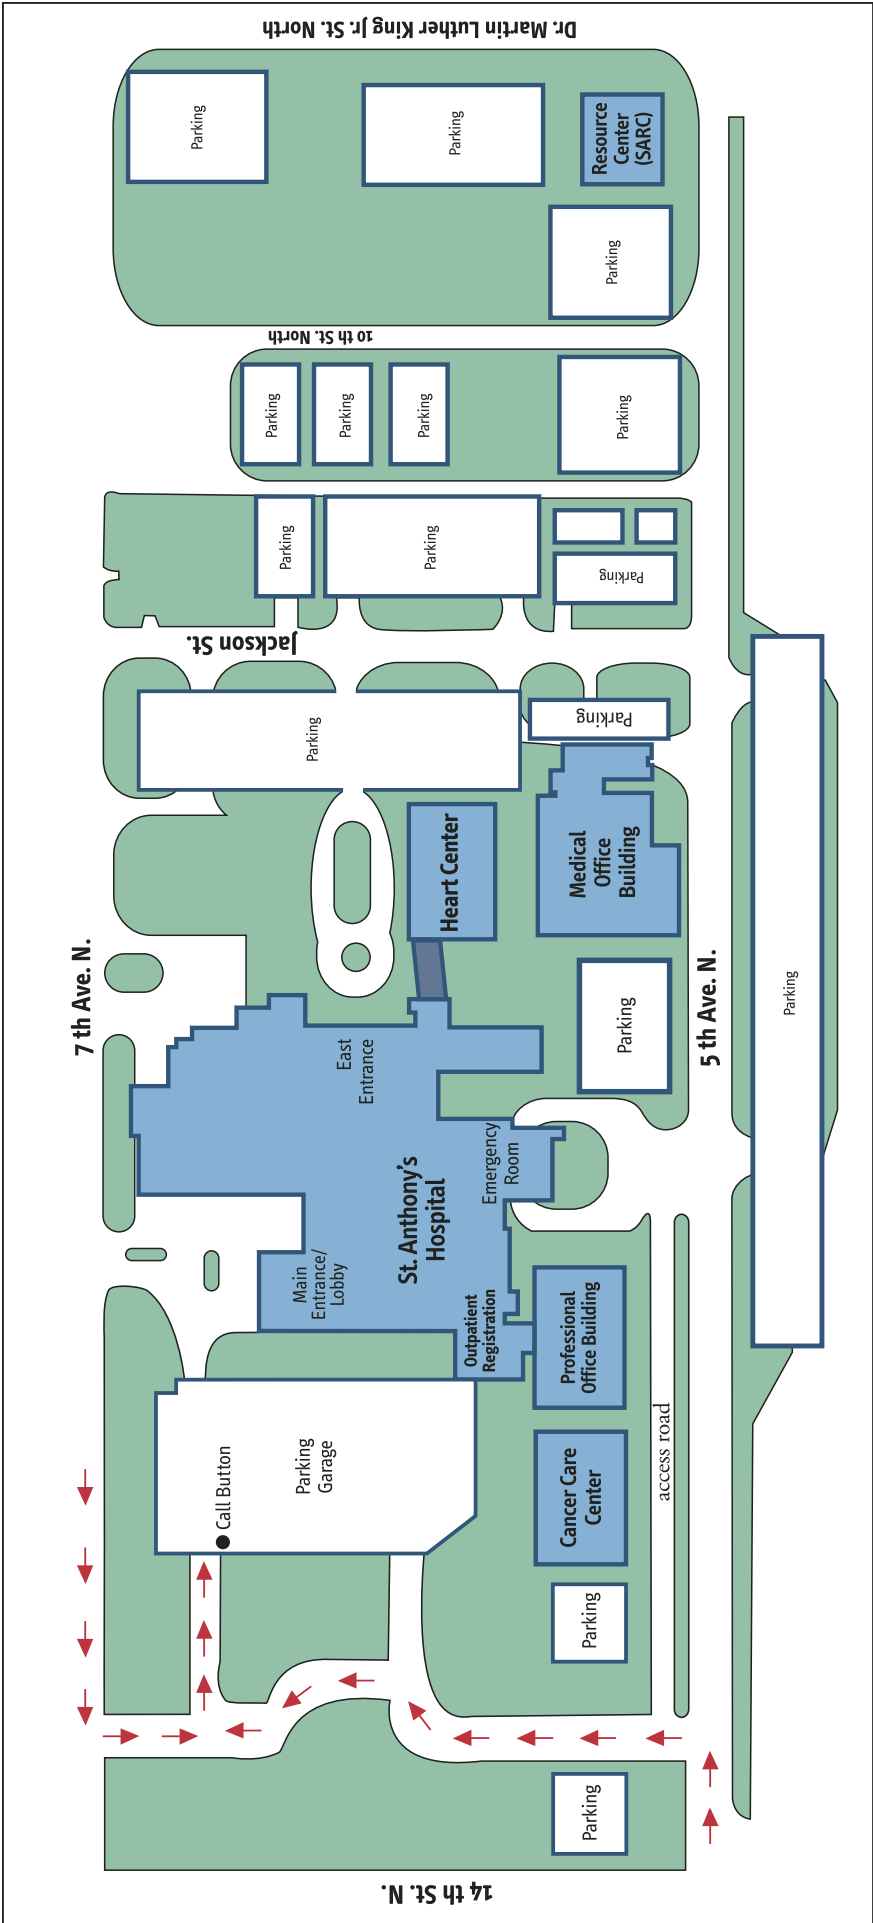 Dr. Martin Luther King Jr. St. North
Parking
Parking
Resource
Center
(SARC)
Parking
10 th St. North
Parking
Parking
Parking
Parking
Parking
Parking
Parking
Jackson St.
Parking
Parking
Heart Center
Medical
Office
Building
7 th Ave. N.
5 th Ave. N.
Parking
Parking
East
Entrance
Emergency
Room
St. Anthony’s
Hospital
Main
Entrance/
Lobby
Outpatient
Registration
Professional
Office Building
Parking
Garage
Call Button
Cancer Care
Center
access road
Parking
Parking
14 th St. N.